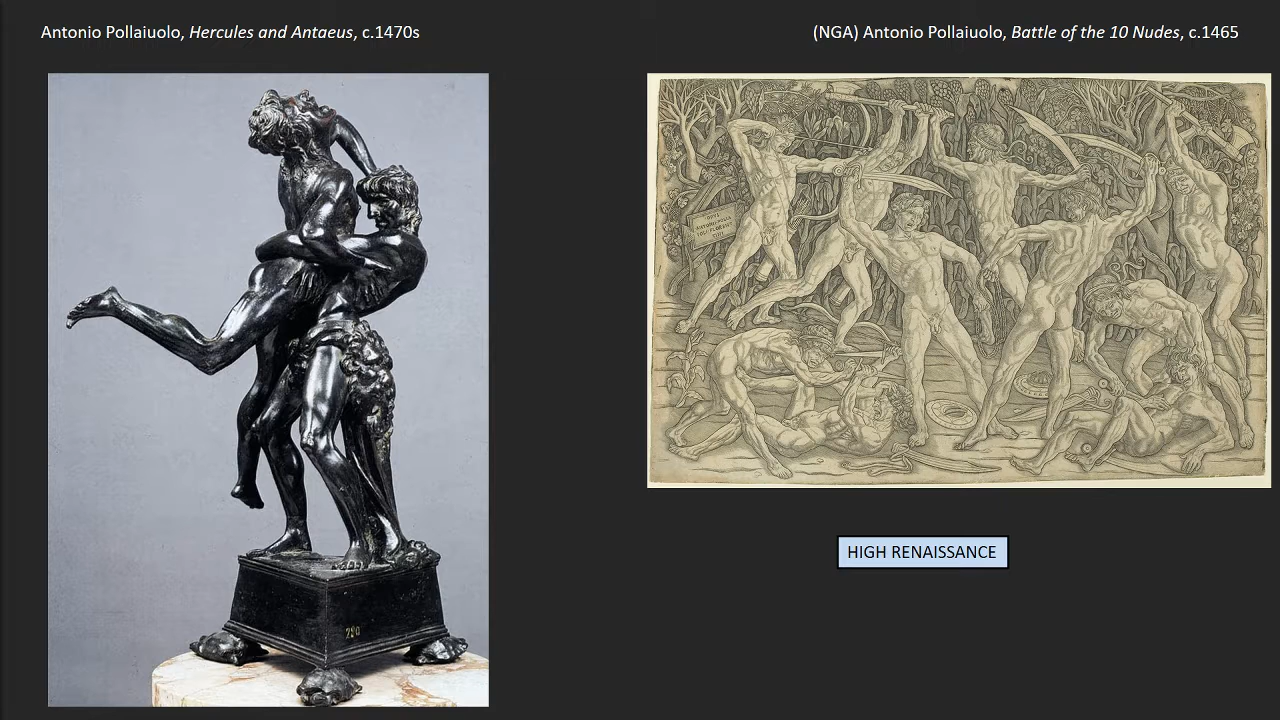 Antonio Pollaiuolo, Hercules and Antaeus, c.1470s
(NGA) Antonio Pollaiuolo, Battle of the 10 Nudes, c.1465
HIGH RENAISSANCE